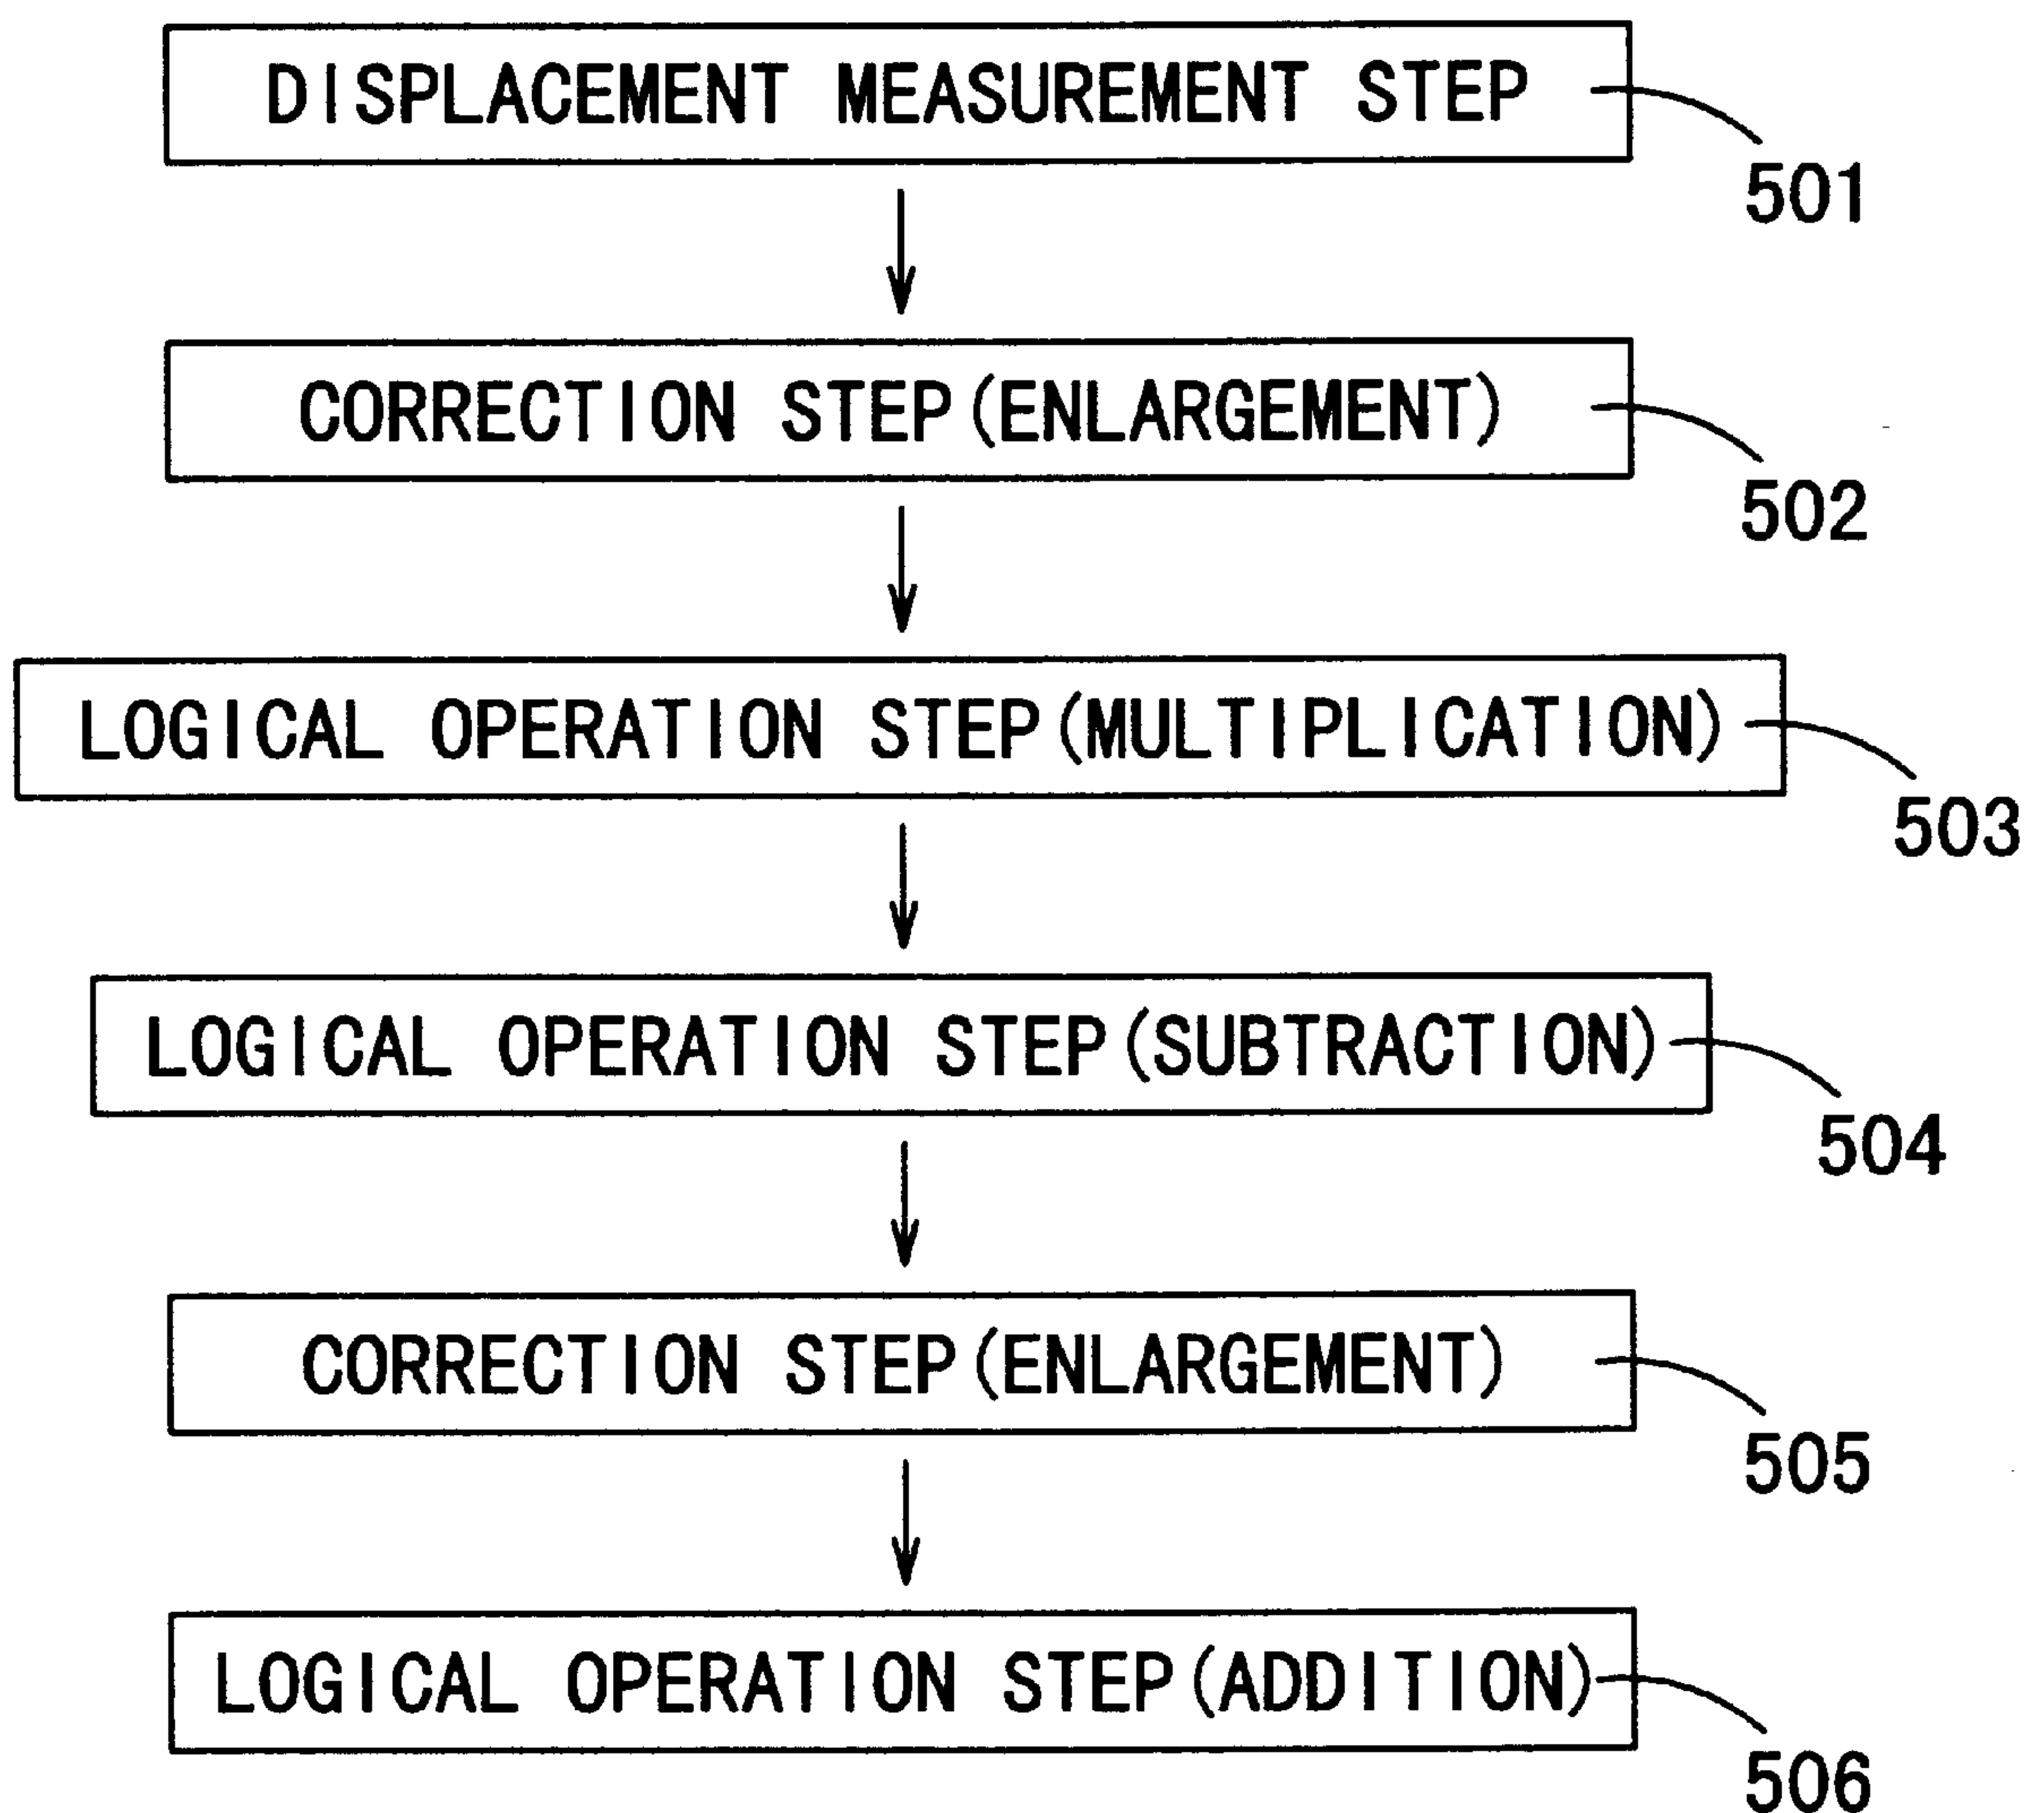 DISPLACEMENT MEASUREMENT STEP
501
CORRECTION STEP(ENLARGEMENT)
502
LOGICAL OPERATION STEP(MULTIPLICATION)
503
LOGICAL OPERATION STEP(SUBTRACTION)
504
CORRECTION STEP(ENLARGEMENT)
505
LOGICAL OPERATION STEP(ADDITION)
506